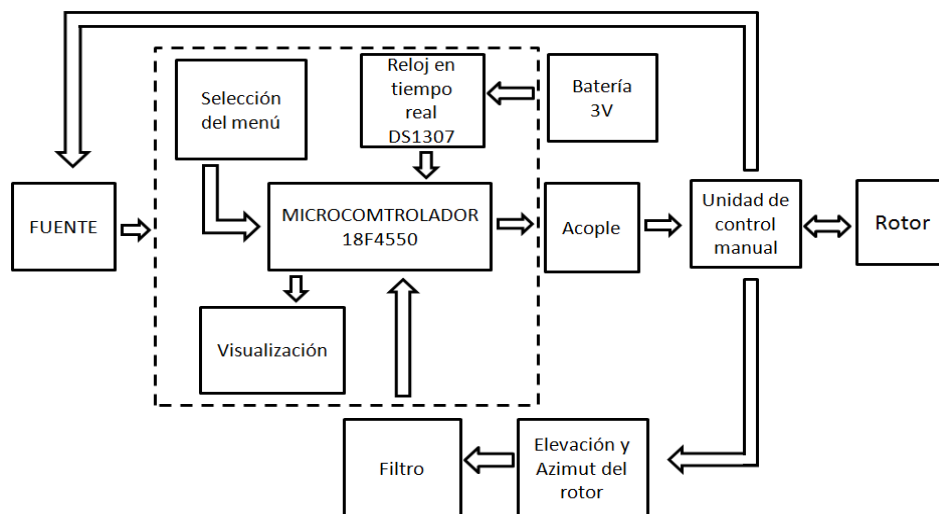 Selección
del menú
Reloj en
tiempo
real
DS1307
Batería
3V
FUENTE
MICROCOMTROLADOR
18F4550
Acople
Unidad de
control
manual
Rotor
Visualización
Filtro
Elevación y
Azimut del
rotor